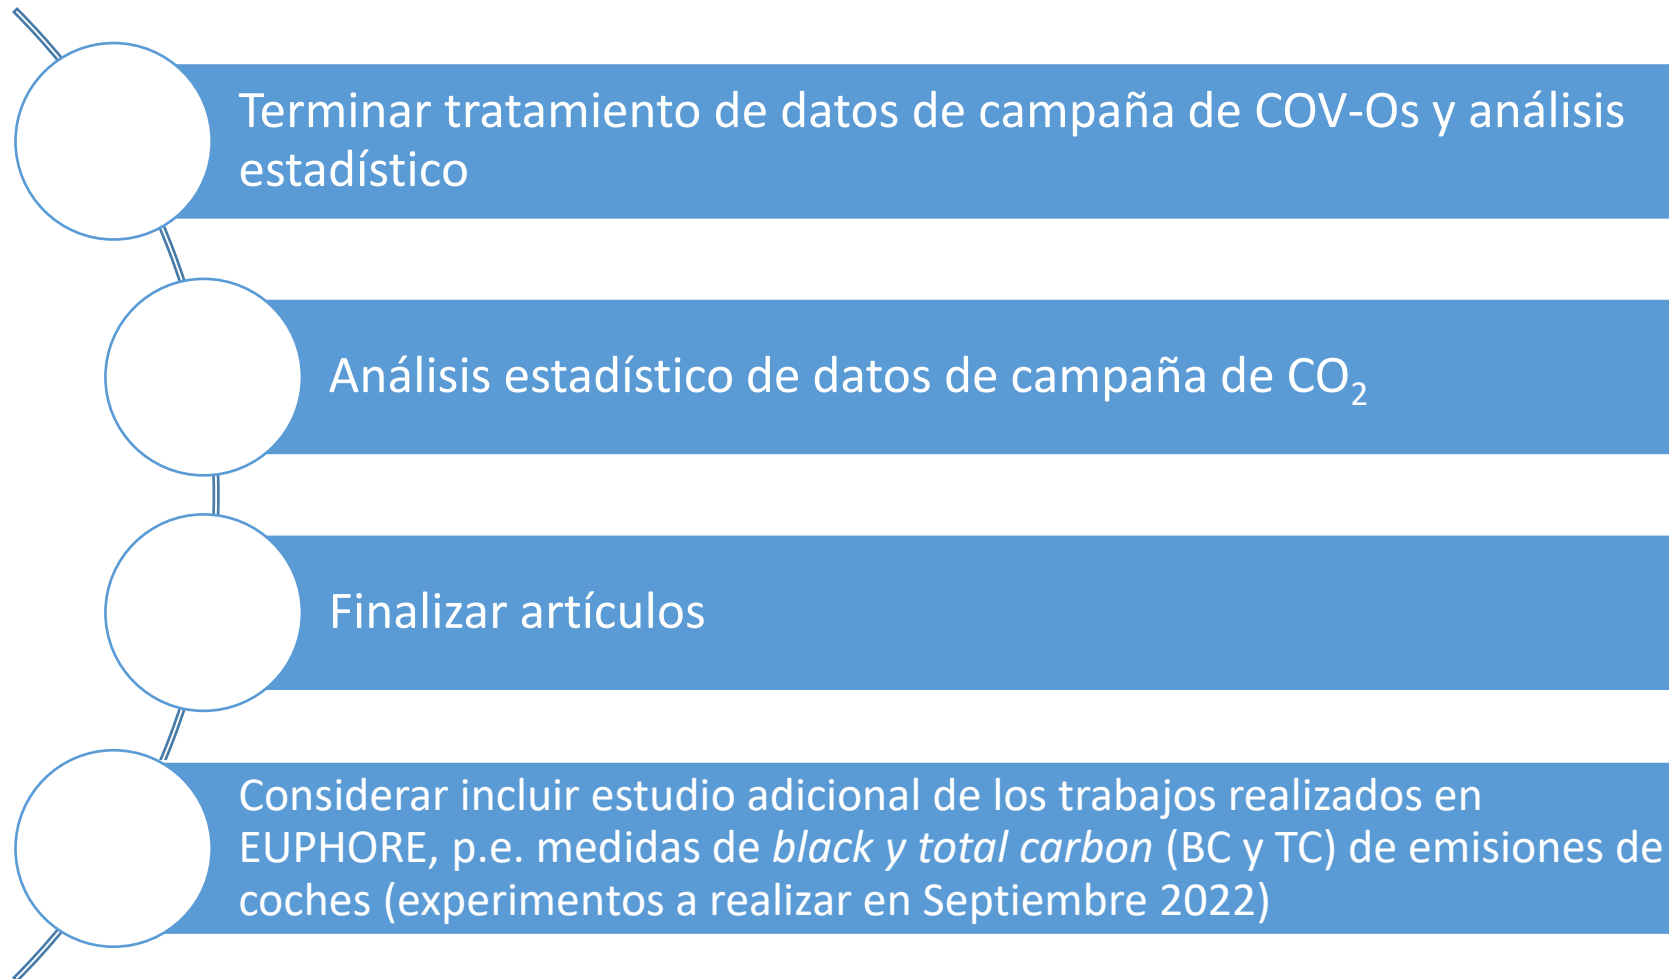 Terminar tratamiento de datos de campaña de COV-Os y análisis
estadístico
Análisis estadístico de datos de campaña de CO₂
Finalizar artículos
Considerar incluir estudio adicional de los trabajos realizados en
EUPHORE, p.e. medidas de black y total carbon (BC y TC) de emisiones de
coches (experimentos a realizar en Septiembre 2022)